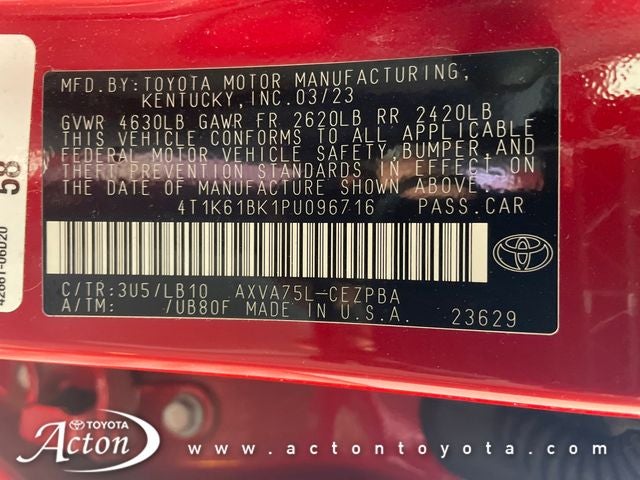 MFD.BY:TOYOTA MOTOR MANUFACTURING,
KENTUCKY,INC.03/23
GVWR 4630LB GAWR FR 2620LB RR 2420LB
THIS VEHICLE CONFORMS TO ALL APPLICABLE
FEDERAL MOTOR VEHICLE SAFETY,BUMPER,AND
THEFT PREVENTION STANDARDS IN EFFECT ON
THE DATE OF MANUFACTURE SHOWN ABOVE.
4T1K61BK1PU096716 PASS.CAR
C/TR:3U5/LB10 AXVA75L-CEZPBA
A/TM: /UB80F MADE IN U.S.A. 23629
58
42661-06D20
TOYOTA
Acton
www.actontoyota.com